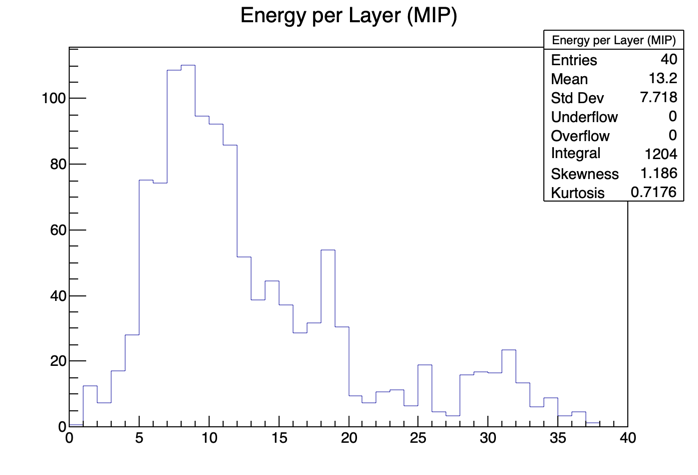 Energy per Layer (MIP)
Energy per Layer (MIP)
Entries 40
Mean 13.2
Std Dev 7.718
Underflow 0
Overflow 0
Integral 1204
Skewness 1.186
Kurtosis 0.7176
100
80
60
40
20
0
0 5 10 15 20 25 30 35 40